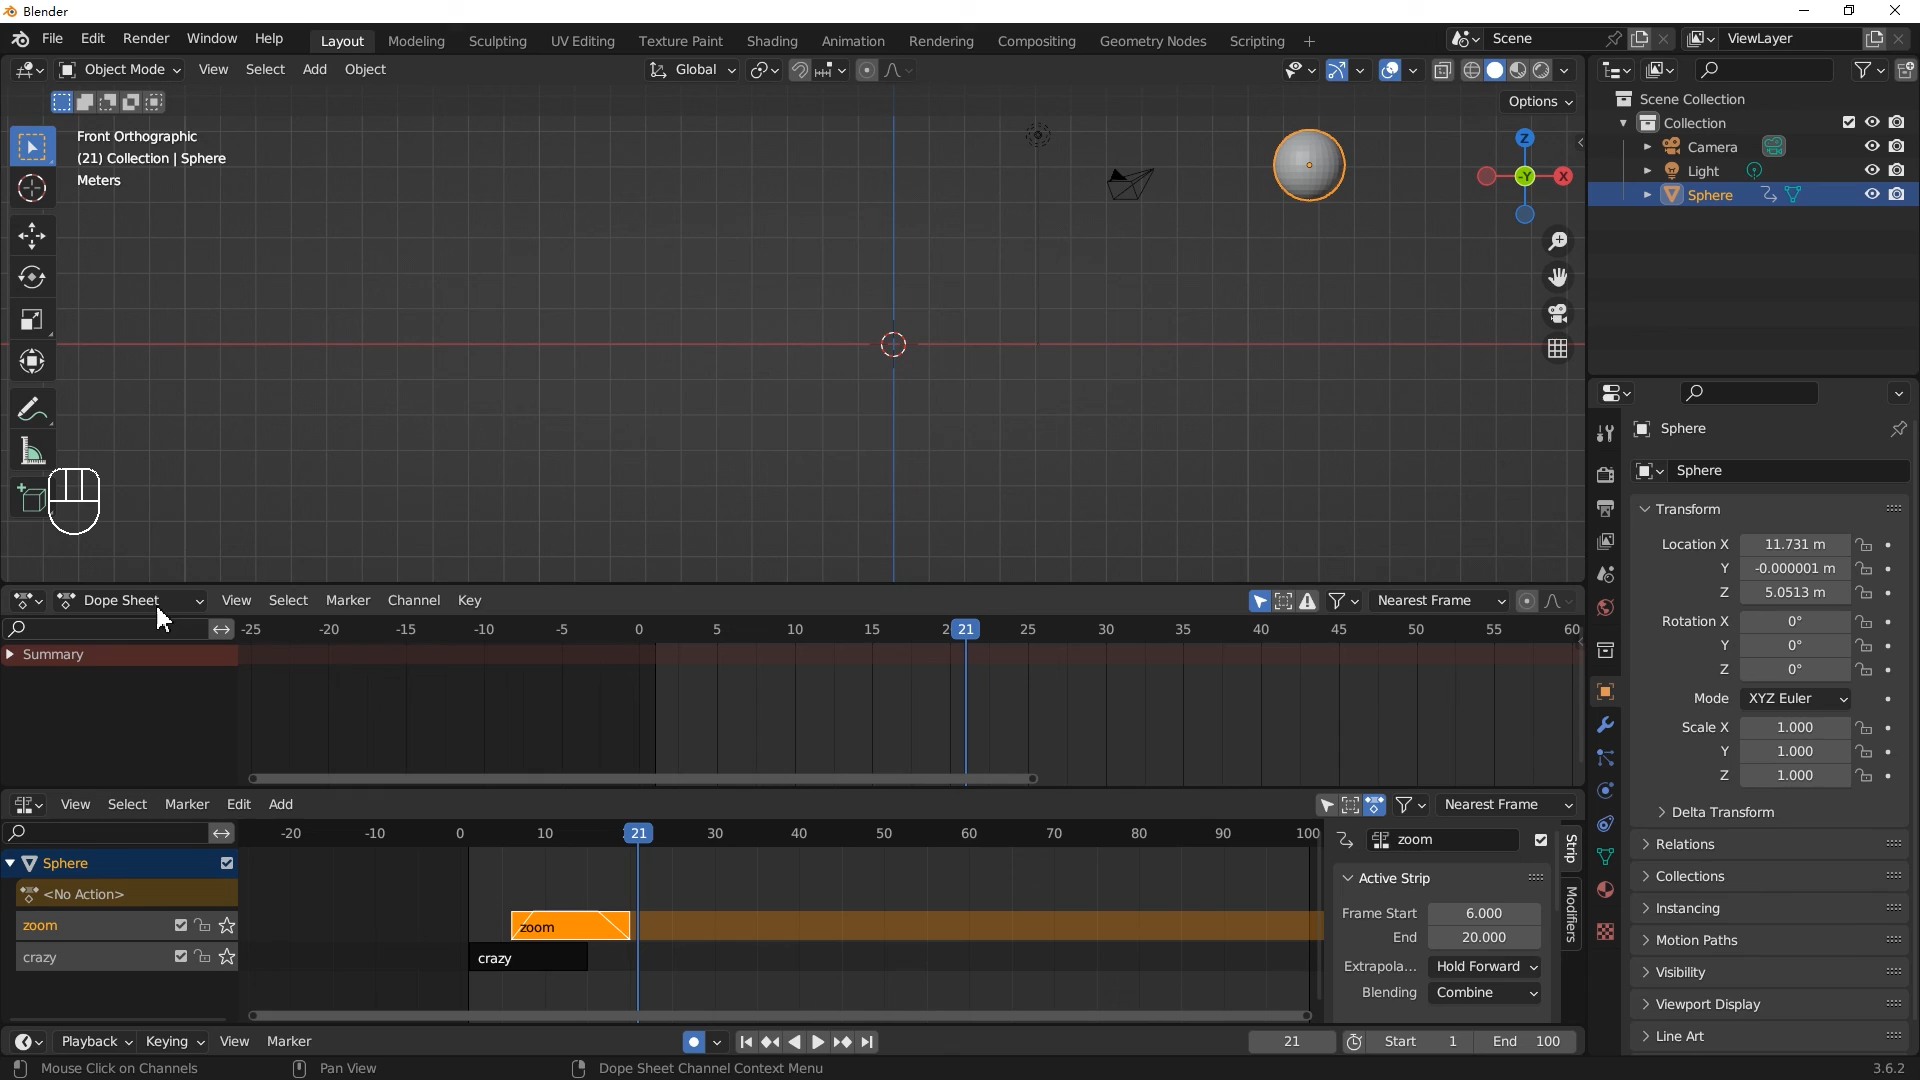 Blender
File Edit Render Window Help Layout Modeling Sculpting UV Editing Texture Paint Shading Animation Rendering Compositing Geometry Nodes Scripting + Scene ViewLayer
Object Mode View Select Add Object Global
Options
Front Orthographic
(21) Collection | Sphere
Meters
Z
-Y
X
Scene Collection
Collection
Camera
Light
Sphere
Sphere
Sphere
Transform
Location X 11.731 m
Y -0.000001 m
Z 5.0513 m
Rotation X 0°
Y 0°
Z 0°
Mode XYZ Euler
Scale X 1.000
Y 1.000
Z 1.000
Delta Transform
Relations
Collections
Instancing
Motion Paths
Visibility
Viewport Display
Line Art
Dope Sheet View Select Marker Channel Key Nearest Frame
-25 -20 -15 -10 -5 0 5 10 15 2 21 25 30 35 40 45 50 55 60
Summary
View Select Marker Edit Add Nearest Frame
-20 -10 0 10 21 30 40 50 60 70 80 90 100
Sphere
<No Action>
zoom
crazy
zoom
crazy
zoom
Active Strip
Frame Start 6.000
End 20.000
Extrapola... Hold Forward
Blending Combine
Strip
Modifiers
Playback Keying View Marker 21 Start 1 End 100
Mouse Click on Channels Pan View Dope Sheet Channel Context Menu 3.6.2